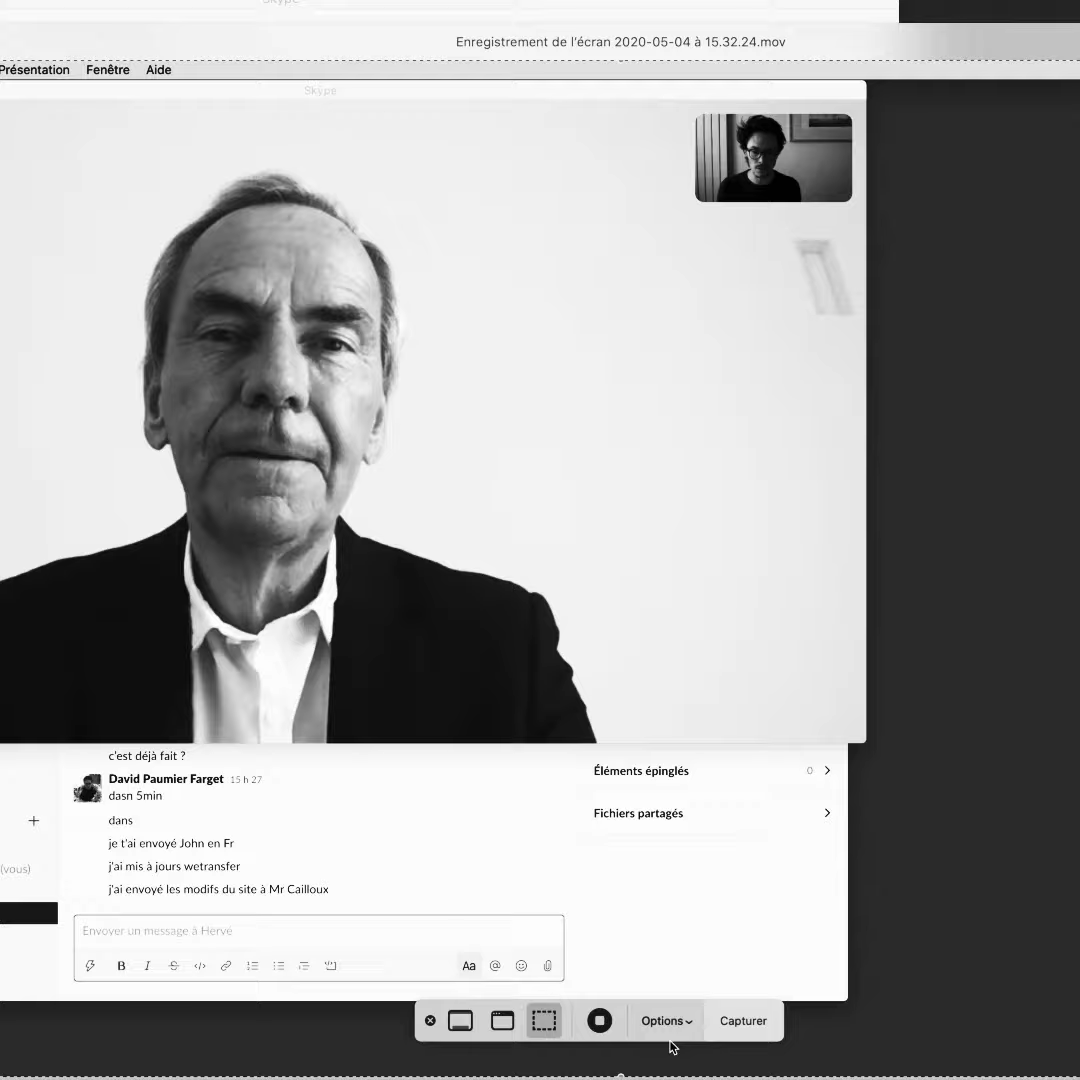 Skype
Enregistrement de l'écran 2020-05-04 à 15.32.24.mov
Présentation Fenêtre Aide
Skype
c'est déjà fait ?
David Paumier Farget 15 h 27
dasn 5min
dans
je t'ai envoyé John en Fr
j'ai mis à jours wetransfer
j'ai envoyé les modifs du site à Mr Cailloux
(vous)
Envoyer un message à Hervé
B I S </> Aa @
Éléments épinglés 0
Fichiers partagés
Options Capturer